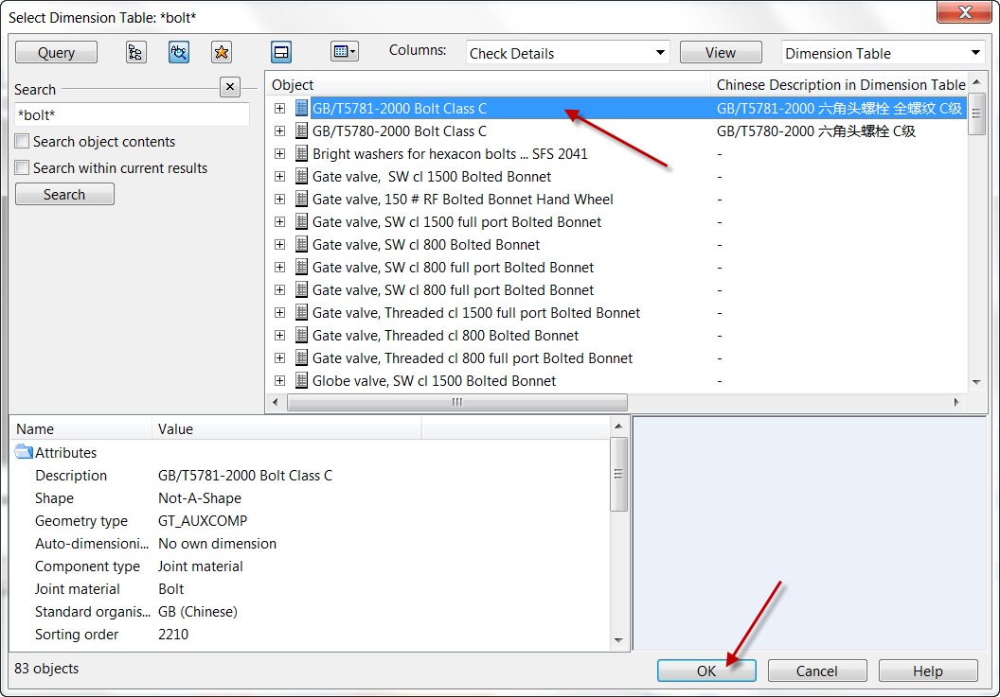 Select Dimension Table: *bolt*
Query
Columns:
Check Details
View
Dimension Table
Search
*bolt*
Search object contents
Search within current results
Search
Object
Chinese Description in Dimension Table
GB/T5781-2000 Bolt Class C
GB/T5781-2000 六角头螺栓 全螺纹 C级
GB/T5780-2000 Bolt Class C
GB/T5780-2000 六角头螺栓 C级
Bright washers for hexacon bolts ... SFS 2041 -
Gate valve,  SW cl 1500 Bolted Bonnet -
Gate valve, 150 # RF Bolted Bonnet Hand Wheel -
Gate valve, SW cl 1500 full port Bolted Bonnet -
Gate valve, SW cl 800 Bolted Bonnet -
Gate valve, SW cl 800 full port Bolted Bonnet -
Gate valve, SW cl 800 full port Bolted Bonnet -
Gate valve, Threaded cl 1500 full port Bolted Bonnet -
Gate valve, Threaded cl 800 Bolted Bonnet -
Gate valve, Threaded cl 800 full port Bolted Bonnet -
Globe valve, SW cl 1500 Bolted Bonnet -
Name Value
Attributes
Description GB/T5781-2000 Bolt Class C
Shape Not-A-Shape
Geometry type GT_AUXCOMP
Auto-dimensioni... No own dimension
Component type Joint material
Joint material Bolt
Standard organis... GB (Chinese)
Sorting order 2210
83 objects
OK
Cancel
Help